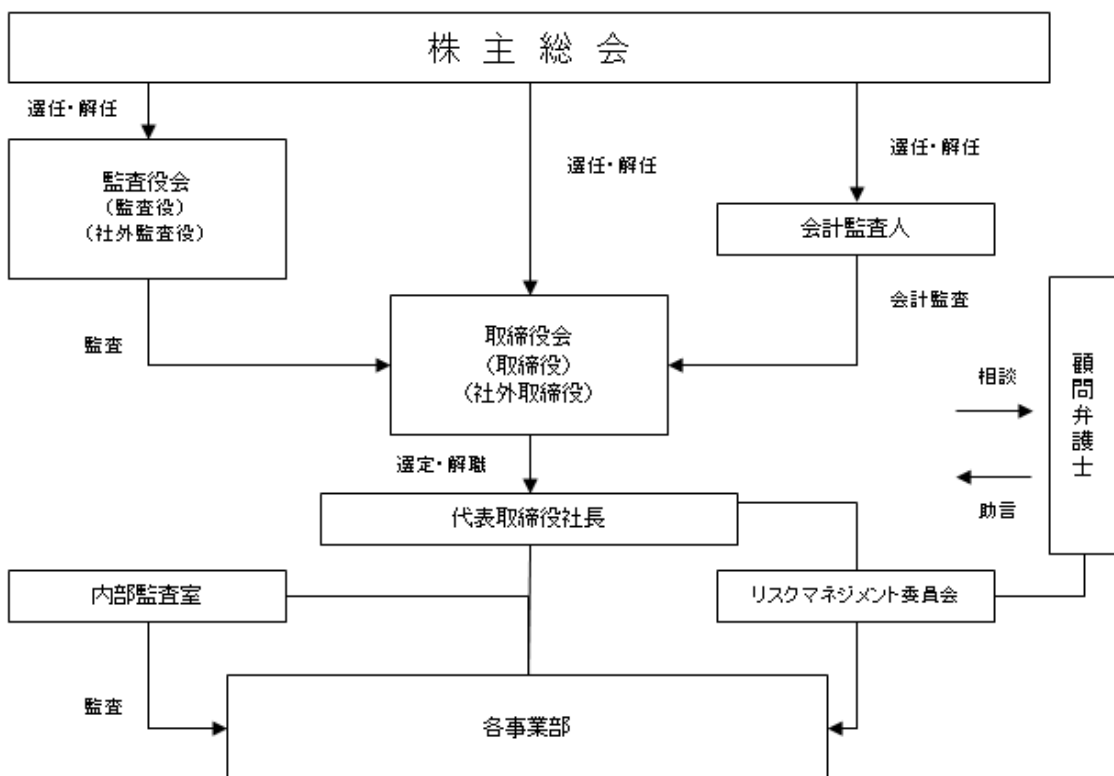 株主総会
選任・解任
選任・解任
選任・解任
監査役会
(監査役)
(社外監査役)
会計監査人
監査
会計監査
取締役会
(取締役)
(社外取締役)
相談
助言
顧問弁護士
選定・解職
代表取締役社長
内部監査室
リスクマネジメント委員会
監査
各事業部